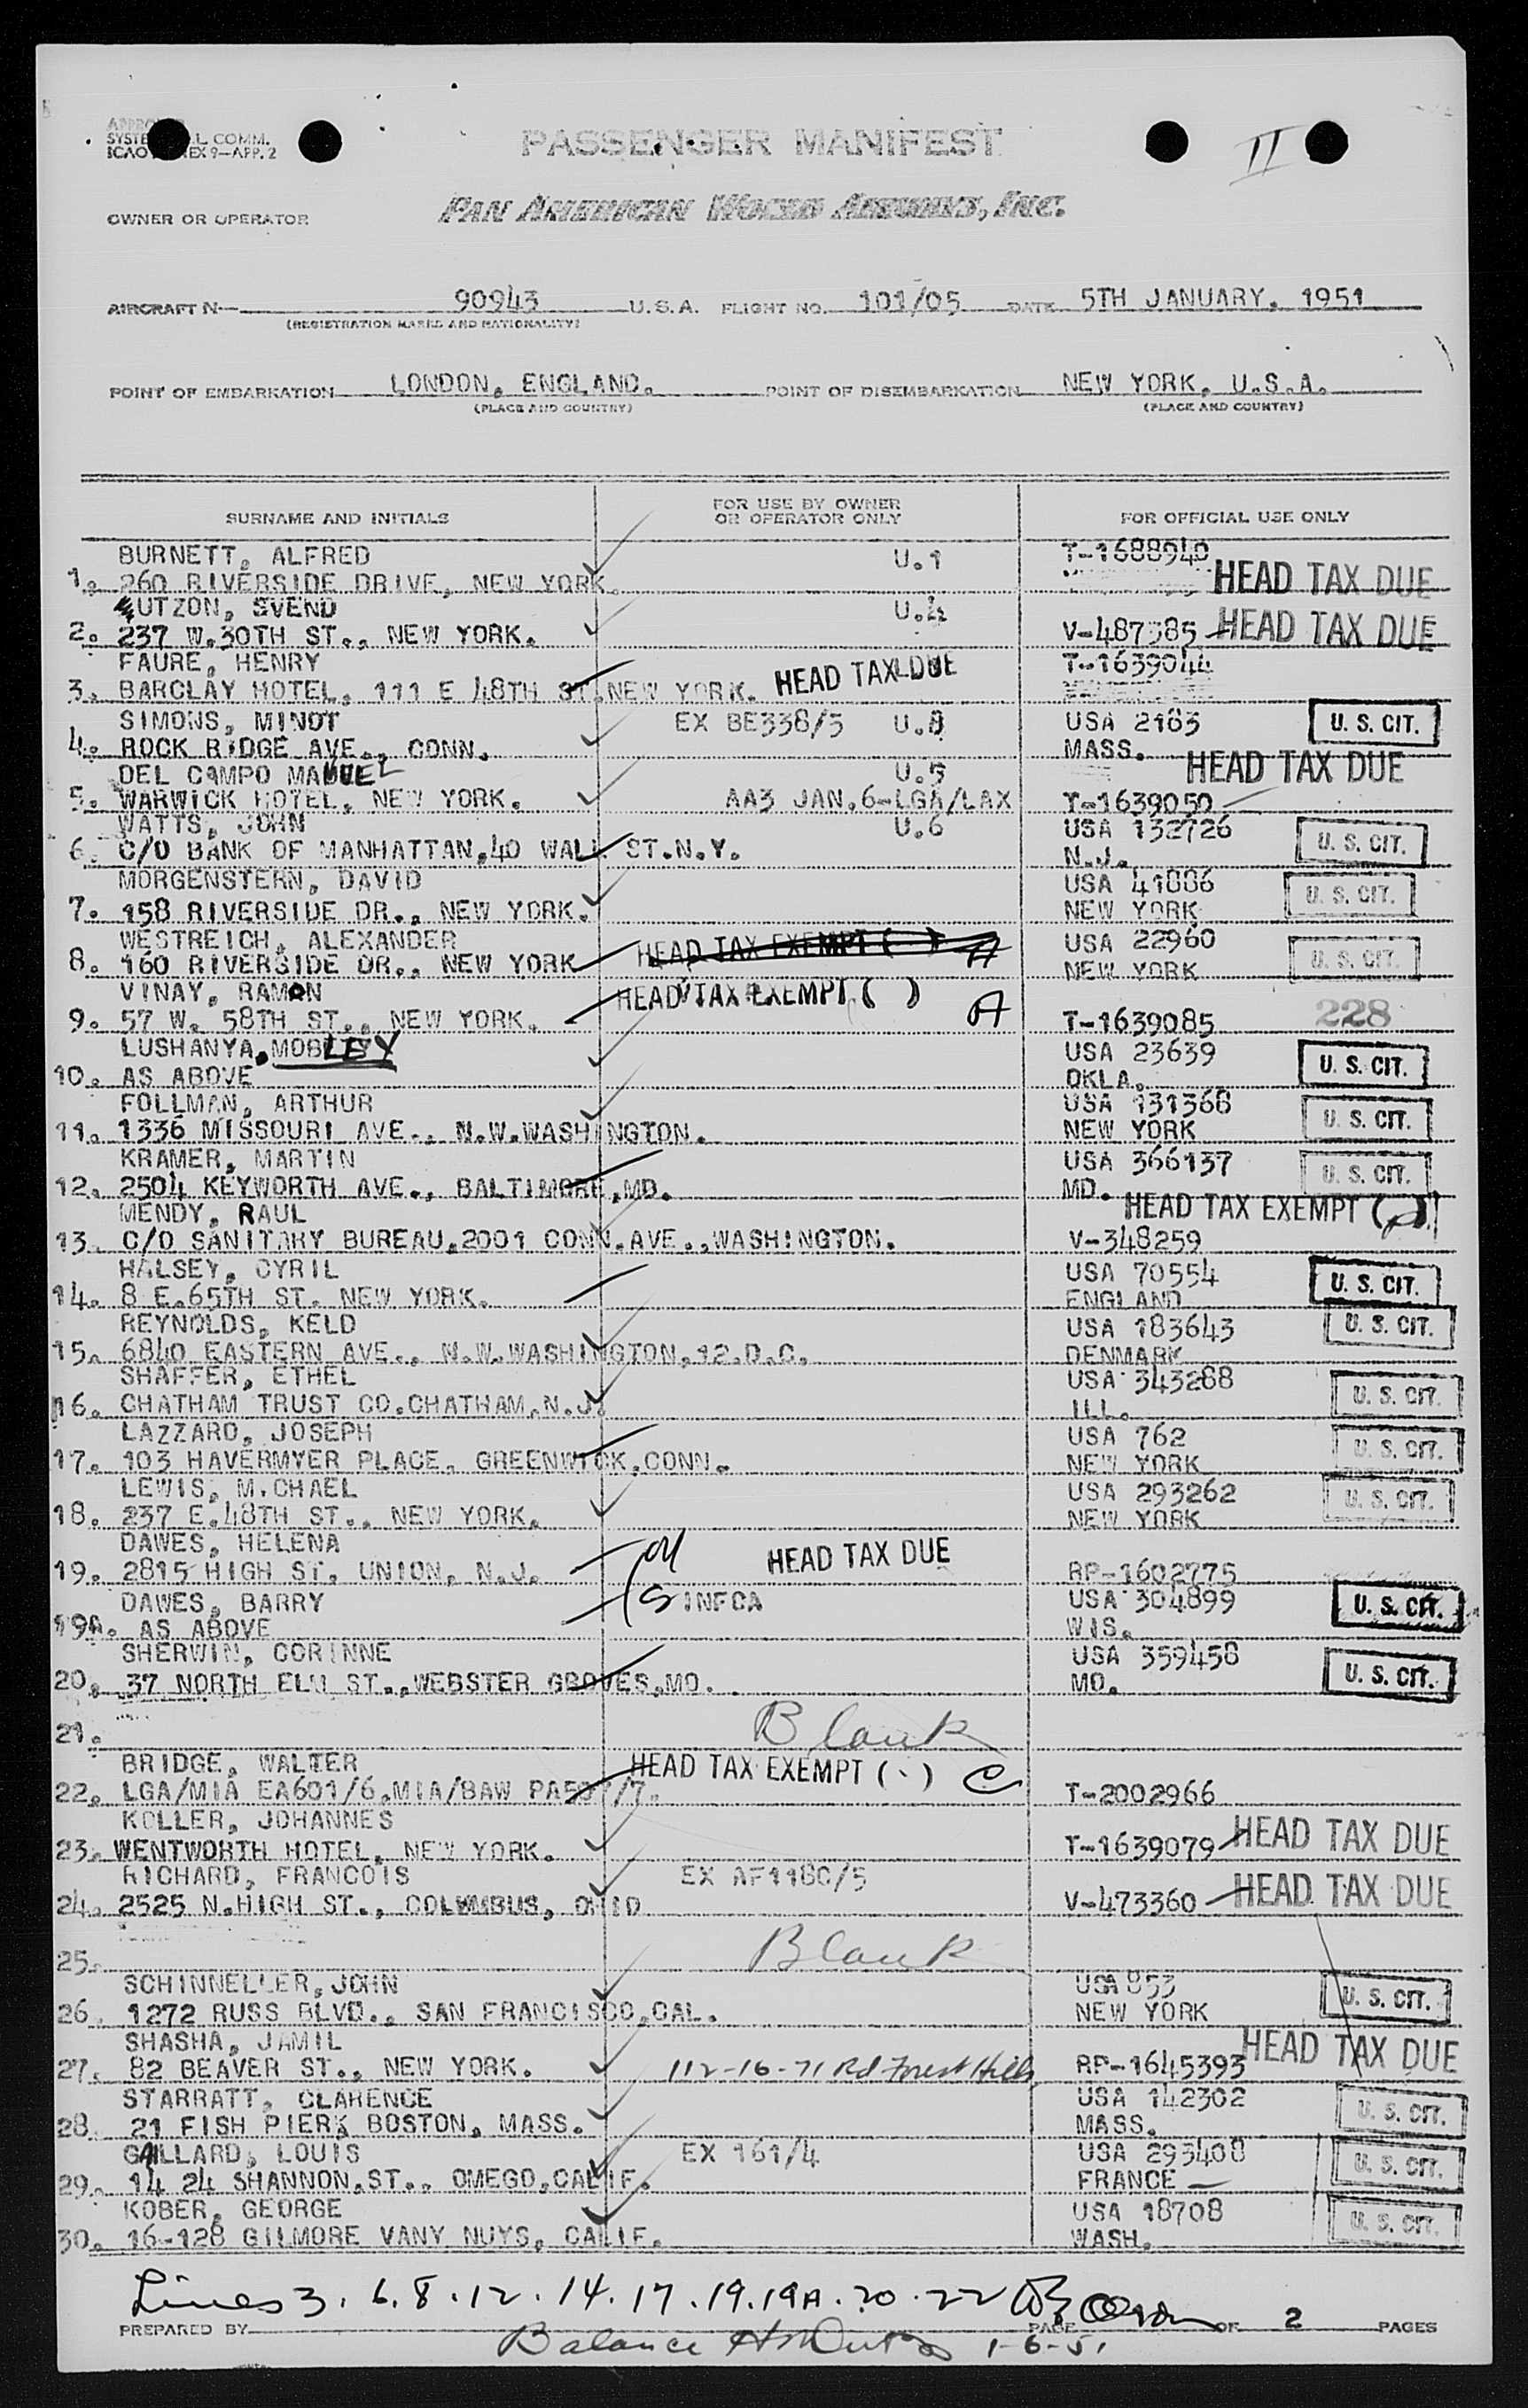 SYSTE L. COMM.
ICAO EX 9—APP. 2
PASSENGER MANIFEST
II
OWNER OR OPERATOR
PAN AMERICAN WORLD AIRWAYS, INC.
AIRCRAFT N— 90943 U.S.A. FLIGHT NO. 101/05 DATE 5TH JANUARY. 1951
(REGISTRATION MARKS AND NATIONALITY)
POINT OF EMBARKATION LONDON, ENGLAND. POINT OF DISEMBARKATION NEW YORK, U.S.A.
(PLACE AND COUNTRY) (PLACE AND COUNTRY)
SURNAME AND INITIALS FOR USE BY OWNER OR OPERATOR ONLY FOR OFFICIAL USE ONLY
BURNETT, ALFRED U.1 T-1688940
1. 260 RIVERSIDE DRIVE, NEW YORK. HEAD TAX DUE
UTZON, SVEND U.4
2. 237 W.30TH ST., NEW YORK. V-487385 HEAD TAX DUE
FAURE, HENRY T-1639044
3. BARCLAY HOTEL, 111 E 48TH ST.NEW YORK. HEAD TAX DUE
SIMONS, MINOT EX BE338/5 U.8 USA 2163 U. S. CIT.
4. ROCK RIDGE AVE., CONN. MASS.
DEL CAMPO MANUEL U.5 HEAD TAX DUE
5. WARWICK HOTEL, NEW YORK. AA3 JAN.6-LGA/LAX T-1639050
WATTS, JOHN U.6 USA 132726 U. S. CIT.
6. C/O BANK OF MANHATTAN,40 WALL ST.N.Y. N.J.
MORGENSTERN, DAVID USA 41886 U. S. CIT.
7. 158 RIVERSIDE DR., NEW YORK. NEW YORK
WESTREICH, ALEXANDER HEAD TAX EXEMPT ( ) A USA 22960 U. S. CIT.
8. 160 RIVERSIDE DR., NEW YORK NEW YORK
VINAY, RAMON HEAD TAX EXEMPT ( ) A 228
9. 57 W. 58TH ST., NEW YORK. T-1639085
LUSHANYA, MOBLEY USA 23639 U. S. CIT.
10. AS ABOVE OKLA.
FOLLMAN, ARTHUR USA 131368 U. S. CIT.
11. 1336 MISSOURI AVE., N.W.WASHINGTON. NEW YORK
KRAMER, MARTIN USA 366137 U. S. CIT.
12. 2504 KEYWORTH AVE., BALTIMORE,MD. MD.
MENDY, RAUL HEAD TAX EXEMPT ( )
13. C/O SANITARY BUREAU,2001 CONN.AVE.,WASHINGTON. V-348259
HALSEY, CYRIL USA 70554 U. S. CIT.
14. 8 E.65TH ST. NEW YORK. ENGLAND
REYNOLDS, KELD USA 183643 U. S. CIT.
15. 6840 EASTERN AVE., N.W.WASHINGTON,12.D.C. DENMARK
SHAFFER, ETHEL USA 343288 U. S. CIT.
16. CHATHAM TRUST CO.CHATHAM,N.J. ILL.
LAZZARO, JOSEPH USA 762 U. S. CIT.
17. 103 HAVERMYER PLACE, GREENWICK,CONN. NEW YORK
LEWIS, M.CHAEL USA 293262 U. S. CIT.
18. 237 E.48TH ST., NEW YORK. NEW YORK
DAWES, HELENA HEAD TAX DUE
19. 2815 HIGH ST, UNION, N.J. RP-1602775
DAWES, BARRY INFCA USA 304899 U. S. CIT.
19A. AS ABOVE WIS.
SHERWIN, CORINNE USA 359458 U. S. CIT.
20. 37 NORTH ELM ST.,WEBSTER GROVES,MO. MO.
21. Blank
BRIDGE, WALTER HEAD TAX EXEMPT ( ) C
22. LGA/MIA EA601/6,MIA/BAW PA507/7. T-2002966
KOLLER, JOHANNES
23. WENTWORTH HOTEL, NEW YORK. T-1639079 HEAD TAX DUE
RICHARD, FRANCOIS EX AF118C/5
24. 2525 N.HIGH ST., COLUMBUS, OHIO V-473360 HEAD TAX DUE
25. Blank
SCHINNELLER, JOHN USA 853 U. S. CIT.
26. 1272 RUSS BLVD., SAN FRANCISCO,CAL. NEW YORK
SHASHA, JAMIL HEAD TAX DUE
27. 82 BEAVER ST., NEW YORK. 112-16-71 Rd Forest Hills RP-1645393
STARRATT, CLARENCE USA 142302 U. S. CIT.
28. 21 FISH PIER, BOSTON, MASS. MASS.
GAILLARD, LOUIS EX 161/4 USA 293408 U. S. CIT.
29. 14 24 SHANNON,ST., OMEGO,CALIF. FRANCE
KOBER, GEORGE USA 18708 U. S. CIT.
30. 16-128 GILMORE VANY NUYS, CALIF. WASH.
Lines 3. 6. 8. 12. 14. 17. 19. 19A. 20. 22
PREPARED BY PAGE OF 2 PAGES
Balance 1-6-51